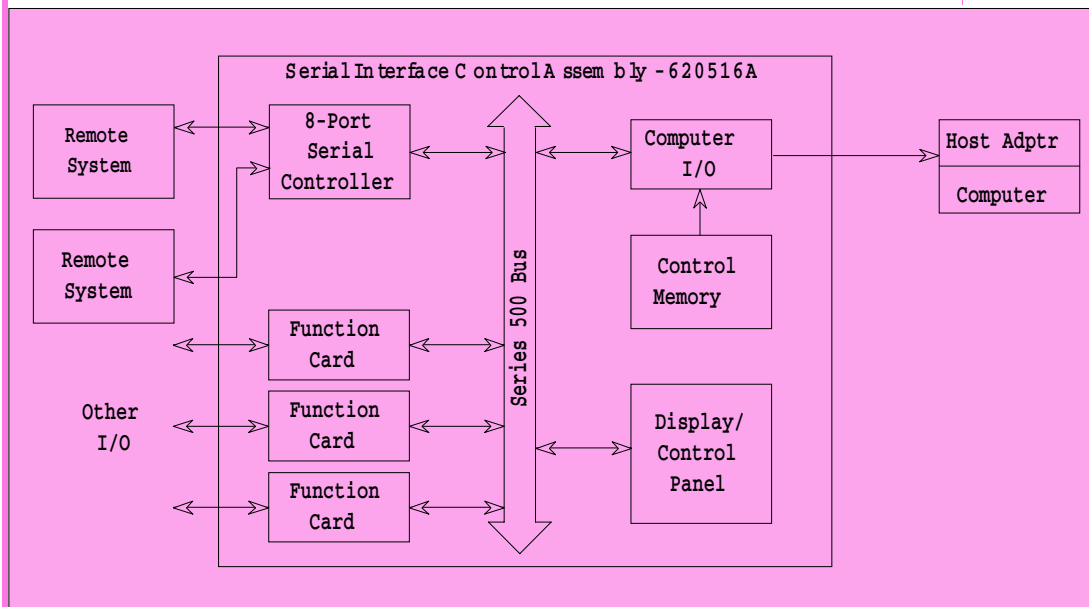 Serial Interface Control Assembly - 620516A
Remote
System
8-Port
Serial
Controller
Computer
I/O
Host Adptr
Computer
Remote
System
Control
Memory
Series 500 Bus
Function
Card
Other
I/O
Function
Card
Function
Card
Display/
Control
Panel